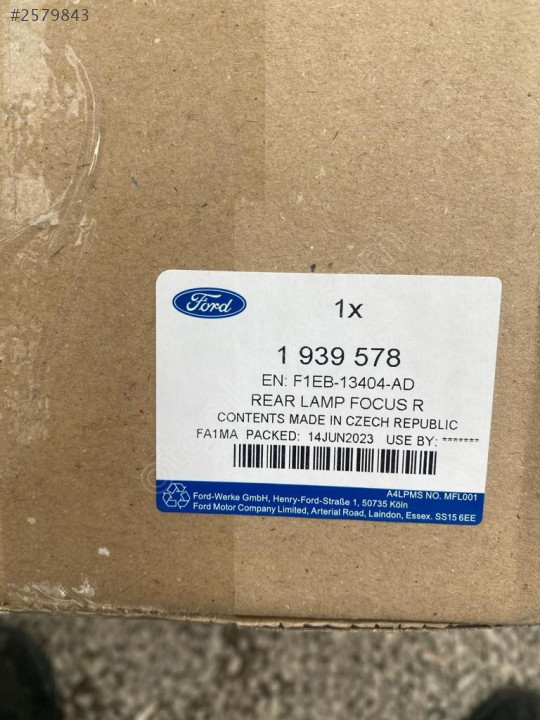 #2579843
Ford
1x
1 939 578
EN: F1EB-13404-AD
REAR LAMP FOCUS R
CONTENTS MADE IN CZECH REPUBLIC
FA1MA PACKED: 14JUN2023 USE BY: *******
A4LPMS NO. MFL001
Ford-Werke GmbH, Henry-Ford-Straße 1, 50735 Köln
Ford Motor Company Limited, Arterial Road, Laindon, Essex. SS15 6EE